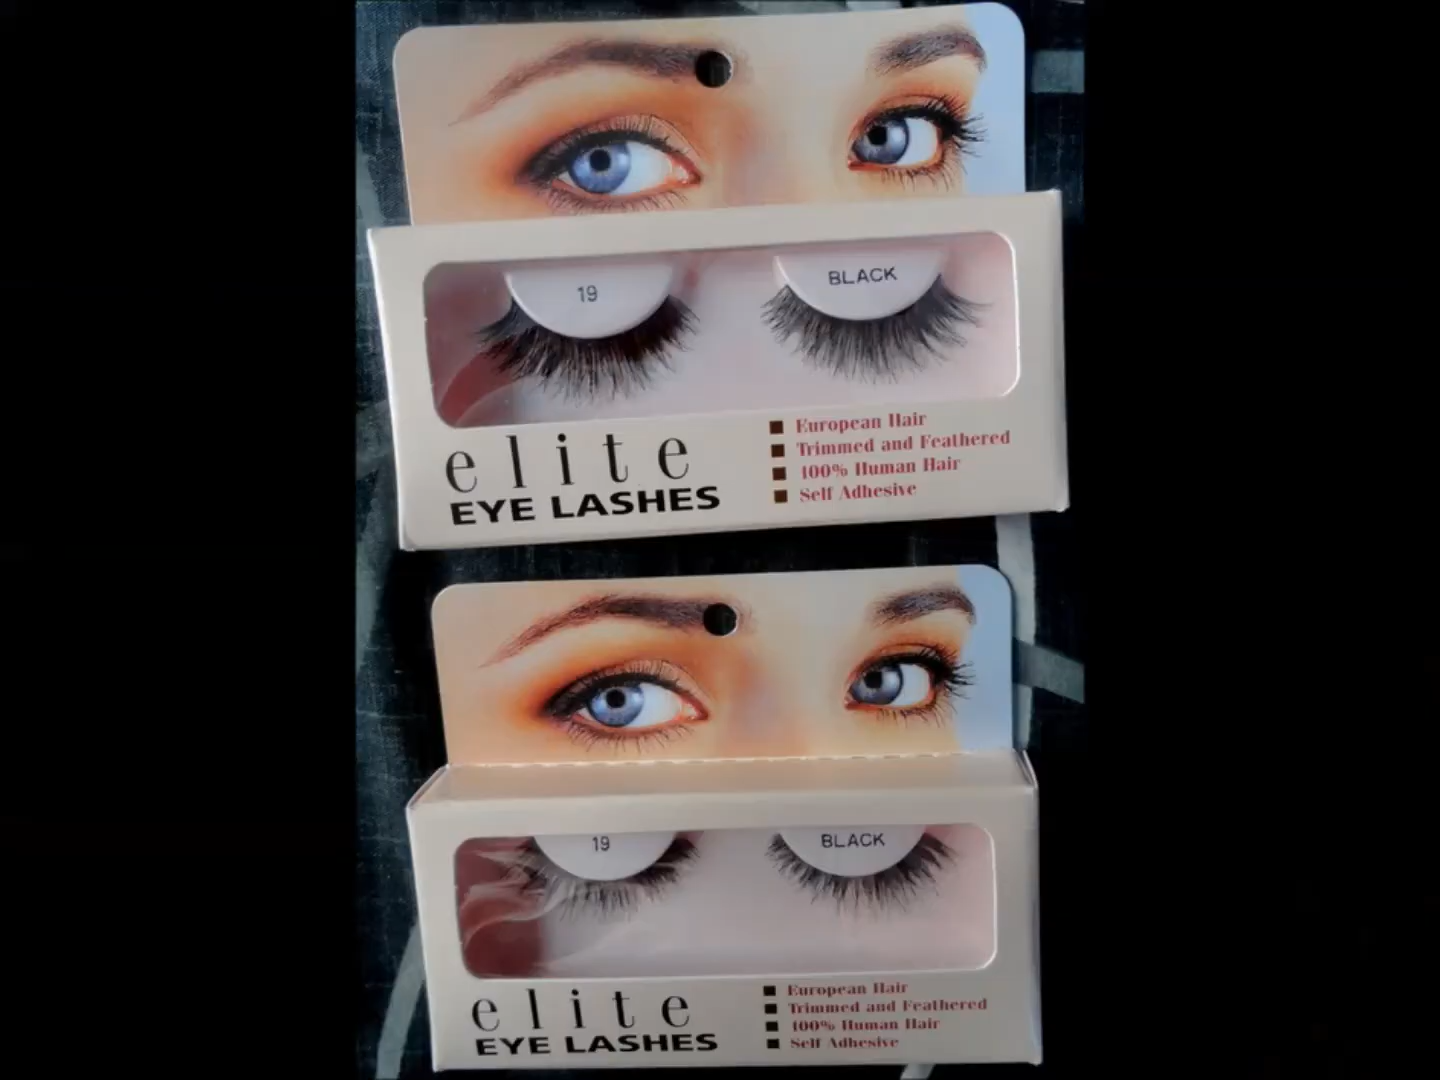 19
BLACK
elite
EYE LASHES
European Hair
Trimmed and Feathered
100% Human Hair
Self Adhesive
19
BLACK
elite
EYE LASHES
European Hair
Trimmed and Feathered
100% Human Hair
Self Adhesive